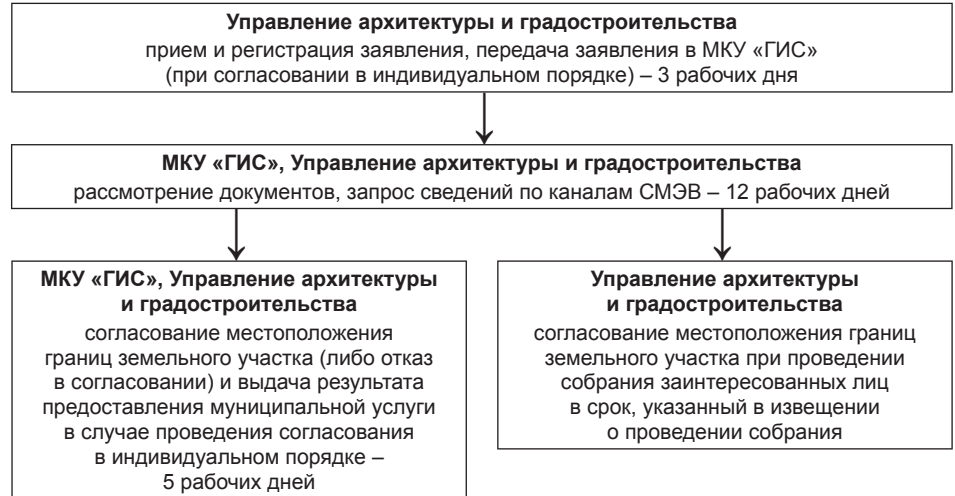 Управление архитектуры и градостроительства
прием и регистрация заявления, передача заявления в МКУ «ГИС»
(при согласовании в индивидуальном порядке) – 3 рабочих дня
МКУ «ГИС», Управление архитектуры и градостроительства
рассмотрение документов, запрос сведений по каналам СМЭВ – 12 рабочих дней
МКУ «ГИС», Управление архитектуры
и градостроительства
согласование местоположения
границ земельного участка (либо отказ
в согласовании) и выдача результата
предоставления муниципальной услуги
в случае проведения согласования
в индивидуальном порядке –
5 рабочих дней
Управление архитектуры
и градостроительства
согласование местоположения границ
земельного участка при проведении
собрания заинтересованных лиц
в срок, указанный в извещении
о проведении собрания